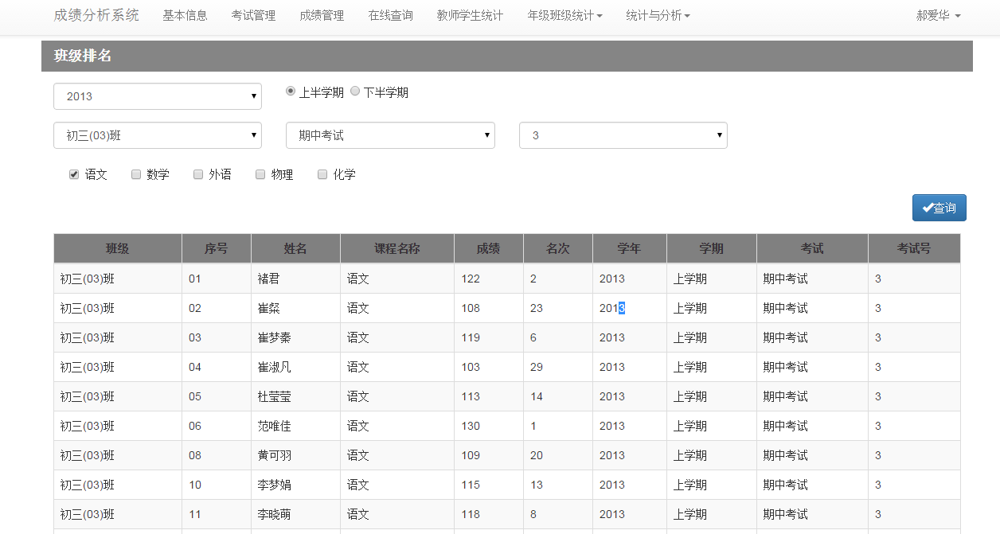 成绩分析系统 基本信息 考试管理 成绩管理 在线查询 教师学生统计 年级班级统计 统计与分析 郝爱华
班级排名
2013 上半学期 下半学期
初三(03)班 期中考试 3
语文 数学 外语 物理 化学
查询
班级 序号 姓名 课程名称 成绩 名次 学年 学期 考试 考试号
初三(03)班 01 褚君 语文 122 2 2013 上学期 期中考试 3
初三(03)班 02 崔粲 语文 108 23 2013 上学期 期中考试 3
初三(03)班 03 崔梦秦 语文 119 6 2013 上学期 期中考试 3
初三(03)班 04 崔淑凡 语文 103 29 2013 上学期 期中考试 3
初三(03)班 05 杜莹莹 语文 113 14 2013 上学期 期中考试 3
初三(03)班 06 范唯佳 语文 130 1 2013 上学期 期中考试 3
初三(03)班 08 黄可羽 语文 109 20 2013 上学期 期中考试 3
初三(03)班 10 李梦娟 语文 115 13 2013 上学期 期中考试 3
初三(03)班 11 李晓萌 语文 118 8 2013 上学期 期中考试 3